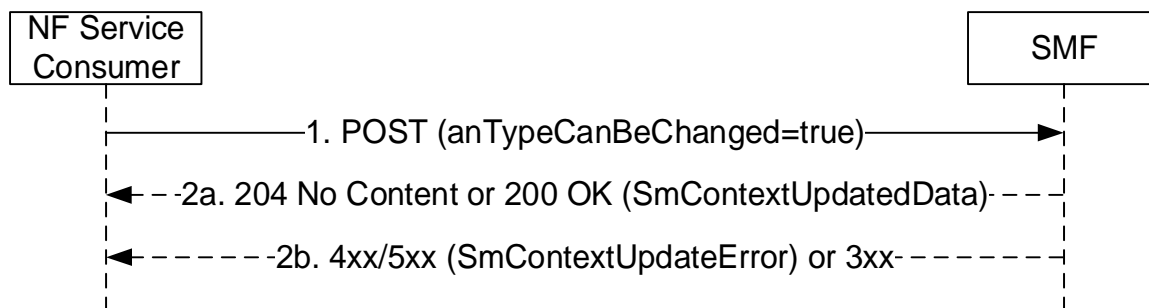 NF Service
Consumer
SMF
1. POST (anTypeCanBeChanged=true)
2a. 204 No Content or 200 OK (SmContextUpdatedData)
2b. 4xx/5xx (SmContextUpdateError) or 3xx